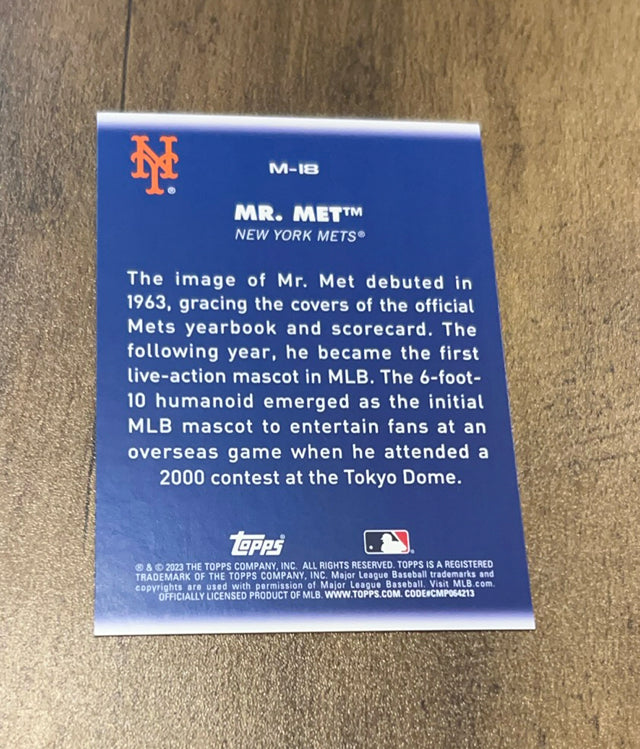 NY ®
M-18
MR. MET™
NEW YORK METS®
The image of Mr. Met debuted in
1963, gracing the covers of the official
Mets yearbook and scorecard. The
following year, he became the first
live-action mascot in MLB. The 6-foot-
10 humanoid emerged as the initial
MLB mascot to entertain fans at an
overseas game when he attended a
2000 contest at the Tokyo Dome.
Topps®
® & © 2023 THE TOPPS COMPANY, INC. ALL RIGHTS RESERVED. TOPPS IS A REGISTERED
TRADEMARK OF THE TOPPS COMPANY, INC. Major League Baseball trademarks and
copyrights are used with permission of Major League Baseball. Visit MLB.com.
OFFICIALLY LICENSED PRODUCT OF MLB. WWW.TOPPS.COM. CODE#CMP064213